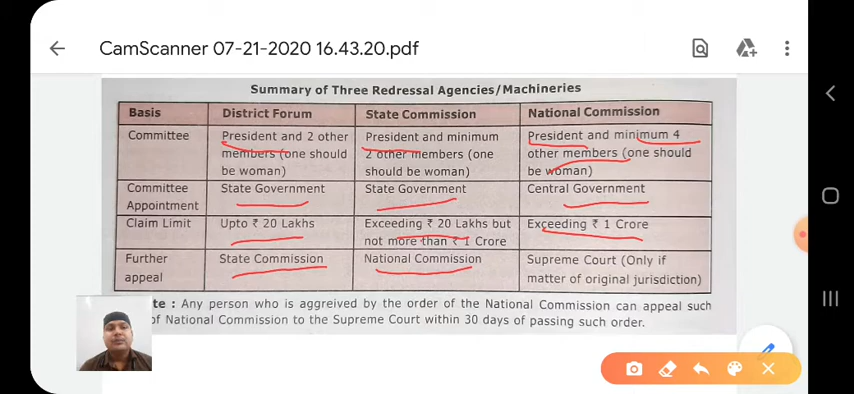 CamScanner 07-21-2020 16.43.20.pdf
Summary of Three Redressal Agencies/Machineries
Basis District Forum State Commission National Commission
Committee President and 2 other President and minimum President and minimum 4
members (one should 2 other members (one other members (one should
be woman) should be woman) be woman)
Committee State Government State Government Central Government
Appointment
Claim Limit Upto ₹ 20 Lakhs Exceeding ₹ 20 Lakhs but Exceeding ₹ 1 Crore
not more than ₹ 1 Crore
Further State Commission National Commission Supreme Court (Only if
appeal matter of original jurisdiction)
te : Any person who is aggreived by the order of the National Commission can appeal such
of National Commission to the Supreme Court within 30 days of passing such order.